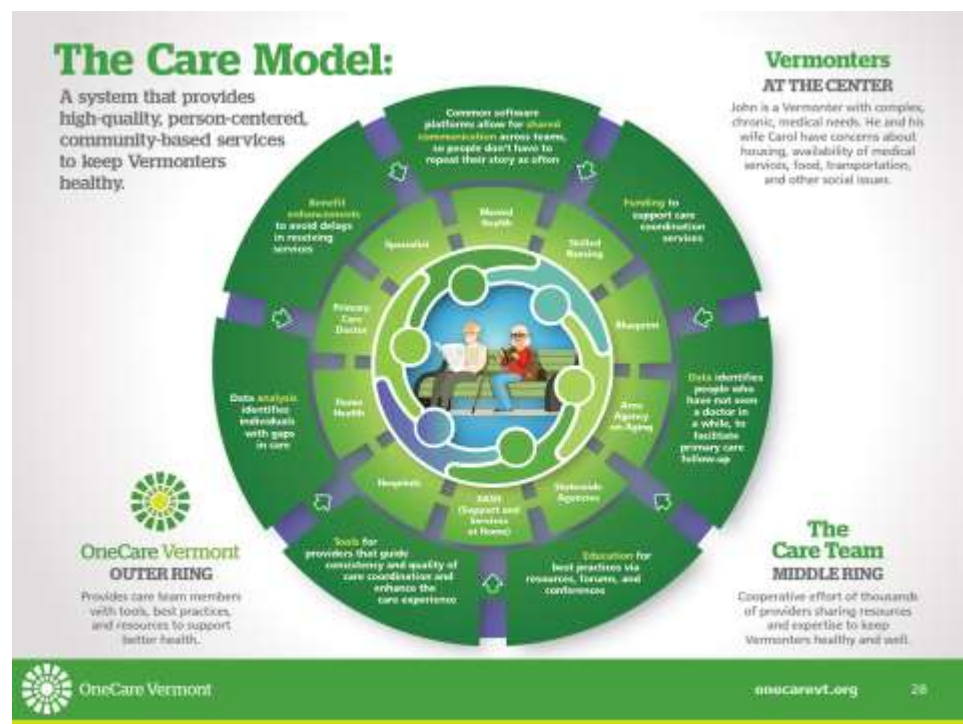 The Care Model:
A system that provides
high-quality, person-centered,
community-based services
to keep Vermonters
healthy.
Vermonters
AT THE CENTER
John is a Vermonter with complex,
chronic, medical needs. He and his
wife Carol have concerns about
housing, availability of medical
services, food, transportation,
and other social issues.
Common software
platforms allow for shared
communication across teams,
so people don't have to
repeat their story as often
Benefit
enhancements
to avoid delays
in receiving
services
Funding to
support care
coordination
services
Mental
Health
Specialist
Skilled
Nursing
Primary
Care
Doctor
Blueprint
Data analysis
identifies
individuals
with gaps
in care
Home
Health
Area
Agency
on Aging
Data identifies
people who
have not seen
a doctor in
a while, to
facilitate
primary care
follow-up
Hospitals
SASH
(Support and
Services
at Home)
Statewide
Agencies
Tools for
providers that guide
consistency and quality of
care coordination and
enhance the
care experience
Education for
best practices via
resources, forums, and
conferences
OneCare Vermont
OUTER RING
Provides care team members
with tools, best practices,
and resources to support
better health.
The
Care Team
MIDDLE RING
Cooperative effort of thousands
of providers sharing resources
and expertise to keep
Vermonters healthy and well.
OneCare Vermont
onecarevt.org
28